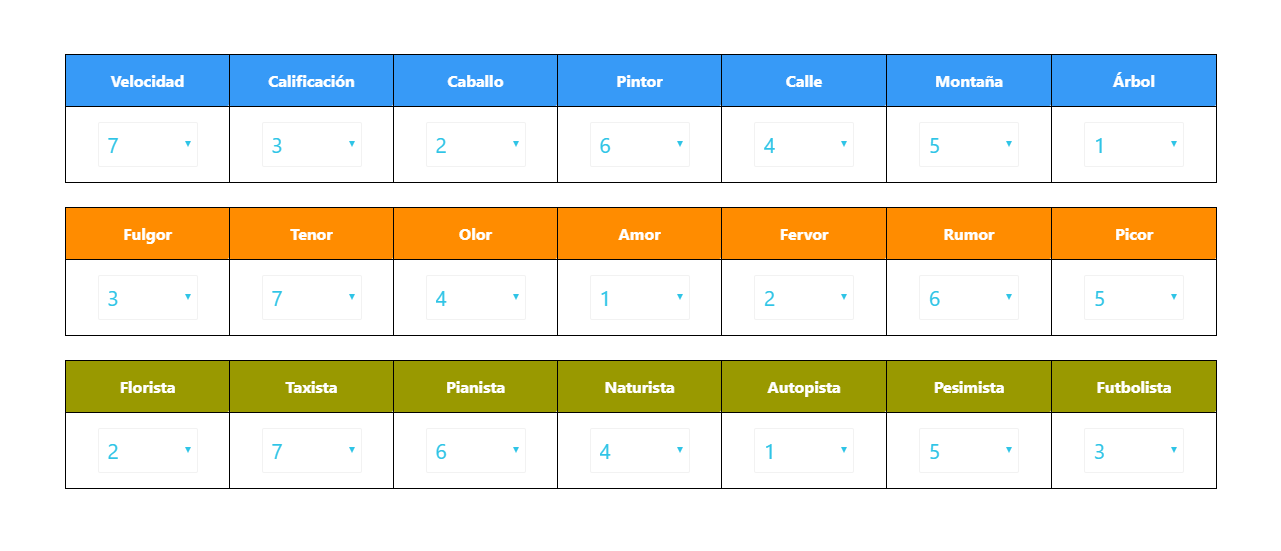 Velocidad Calificación Caballo Pintor Calle Montaña Árbol
7 3 2 6 4 5 1
Fulgor Tenor Olor Amor Fervor Rumor Picor
3 7 4 1 2 6 5
Florista Taxista Pianista Naturista Autopista Pesimista Futbolista
2 7 6 4 1 5 3